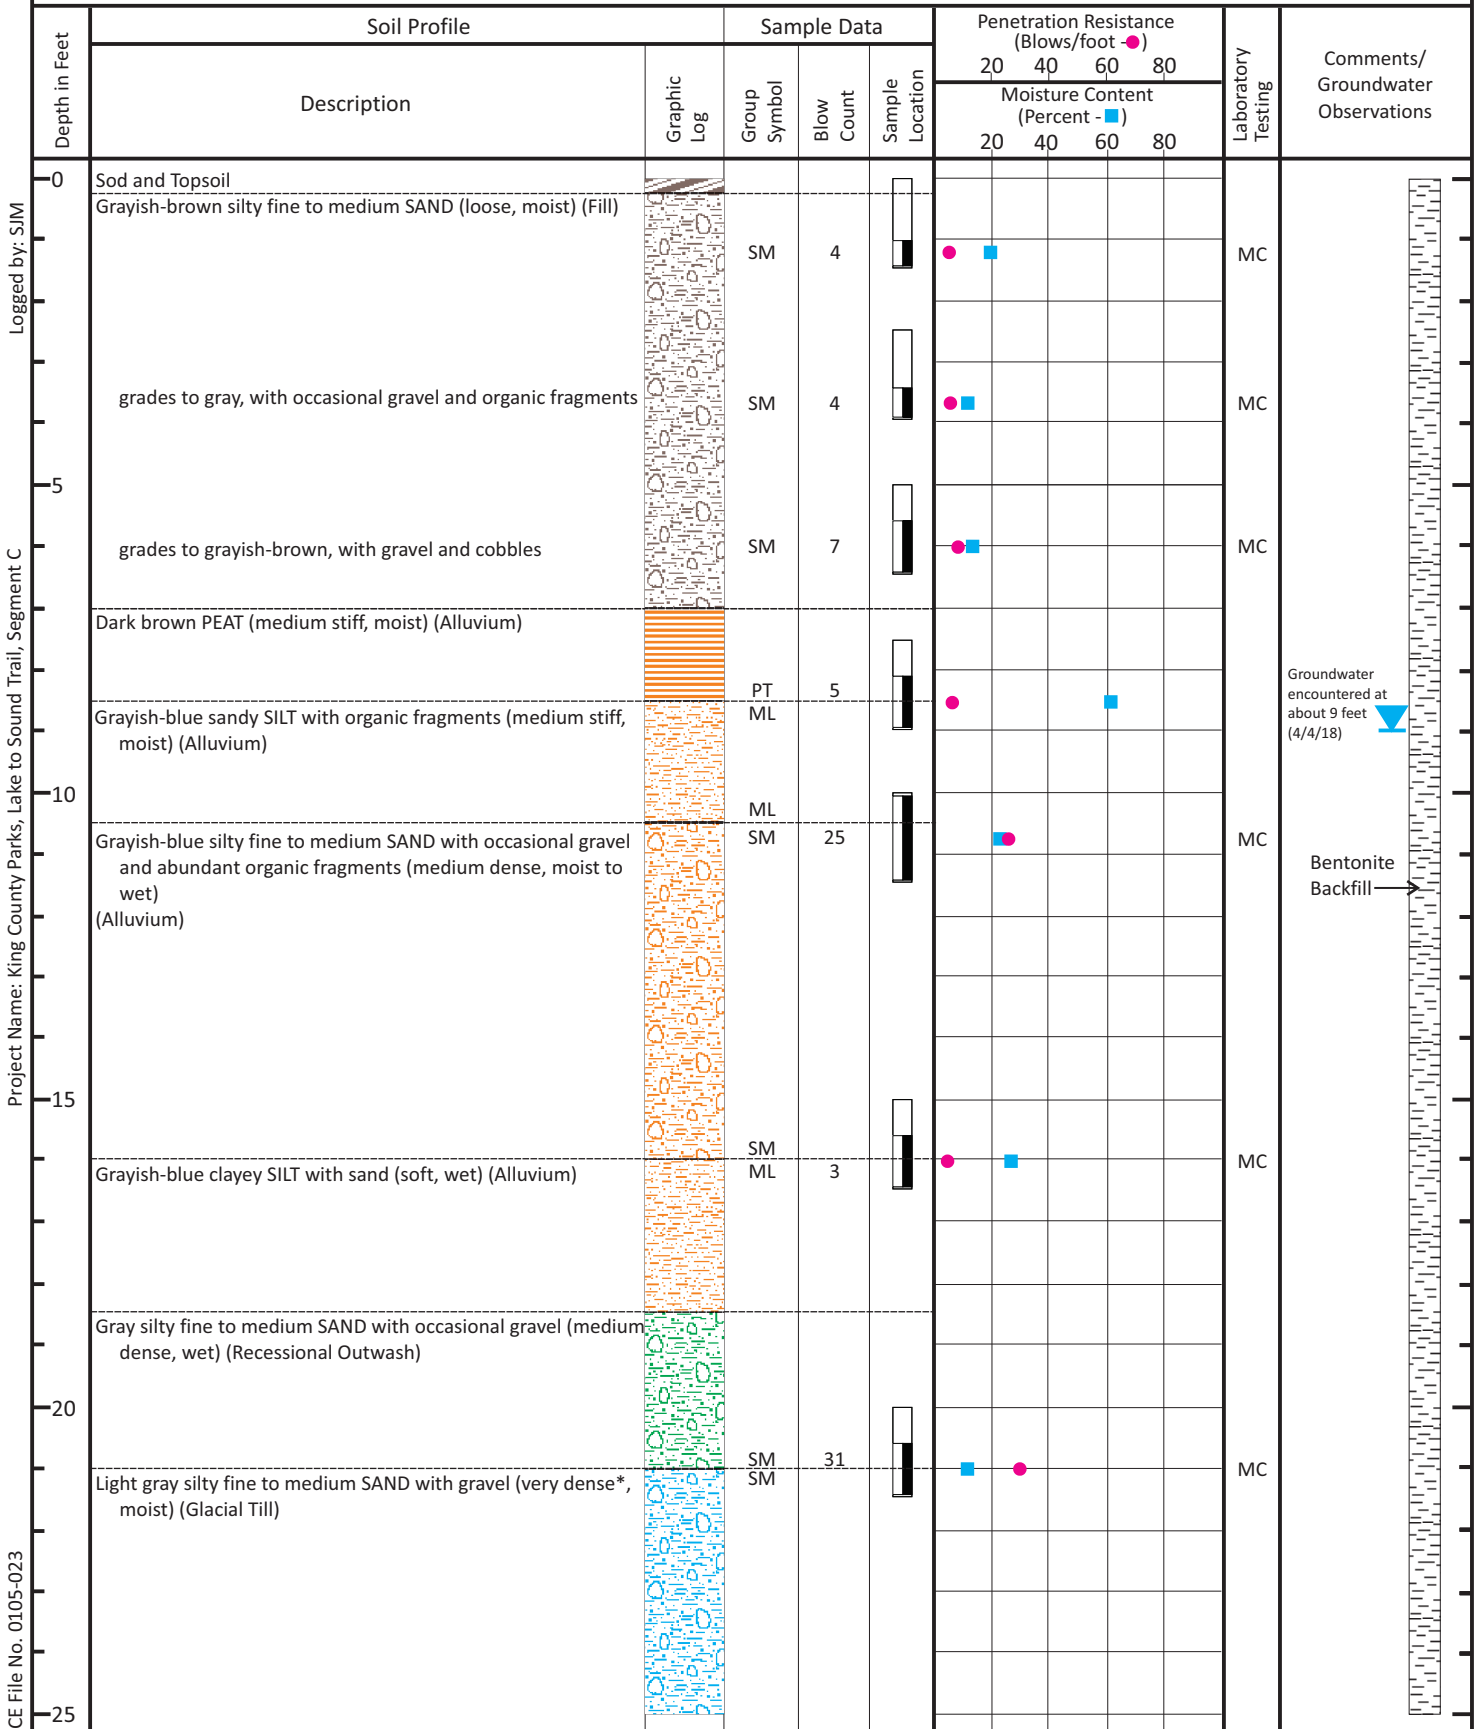 Soil Profile
Sample Data
Penetration Resistance
(Blows/foot - )
20 40 60 80
Moisture Content
(Percent - )
20 40 60 80
Depth in Feet
Description
Graphic
Log
Group
Symbol
Blow
Count
Sample
Location
Laboratory
Testing
Comments/
Groundwater
Observations
Logged by: SJM
Project Name: King County Parks, Lake to Sound Trail, Segment C
CE File No. 0105-023
0
Sod and Topsoil
Grayish-brown silty fine to medium SAND (loose, moist) (Fill)
SM 4 MC
grades to gray, with occasional gravel and organic fragments
SM 4 MC
5
grades to grayish-brown, with gravel and cobbles
SM 7 MC
Dark brown PEAT (medium stiff, moist) (Alluvium)
PT 5 MC
Grayish-blue sandy SILT with organic fragments (medium stiff,
moist) (Alluvium)
ML
Groundwater
encountered at
about 9 feet
(4/4/18)
10
ML
Grayish-blue silty fine to medium SAND with occasional gravel
and abundant organic fragments (medium dense, moist to
wet)
(Alluvium)
SM 25 MC
Bentonite
Backfill
15
SM
Grayish-blue clayey SILT with sand (soft, wet) (Alluvium)
ML 3 MC
Gray silty fine to medium SAND with occasional gravel (medium
dense, wet) (Recessional Outwash)
20
SM 31 MC
Light gray silty fine to medium SAND with gravel (very dense*,
moist) (Glacial Till)
SM
25